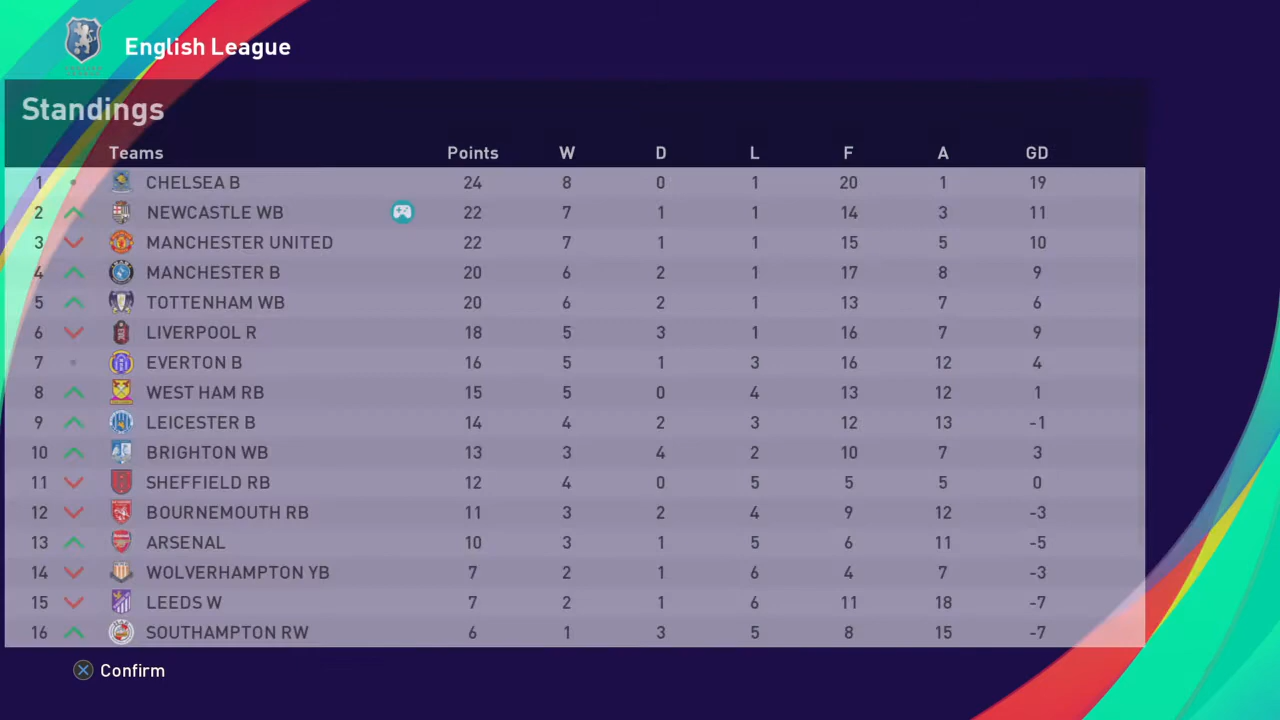 English League
Standings
Teams Points W D L F A GD
1 CHELSEA B 24 8 0 1 20 1 19
2 NEWCASTLE WB 22 7 1 1 14 3 11
3 MANCHESTER UNITED 22 7 1 1 15 5 10
4 MANCHESTER B 20 6 2 1 17 8 9
5 TOTTENHAM WB 20 6 2 1 13 7 6
6 LIVERPOOL R 18 5 3 1 16 7 9
7 EVERTON B 16 5 1 3 16 12 4
8 WEST HAM RB 15 5 0 4 13 12 1
9 LEICESTER B 14 4 2 3 12 13 -1
10 BRIGHTON WB 13 3 4 2 10 7 3
11 SHEFFIELD RB 12 4 0 5 5 5 0
12 BOURNEMOUTH RB 11 3 2 4 9 12 -3
13 ARSENAL 10 3 1 5 6 11 -5
14 WOLVERHAMPTON YB 7 2 1 6 4 7 -3
15 LEEDS W 7 2 1 6 11 18 -7
16 SOUTHAMPTON RW 6 1 3 5 8 15 -7
Confirm